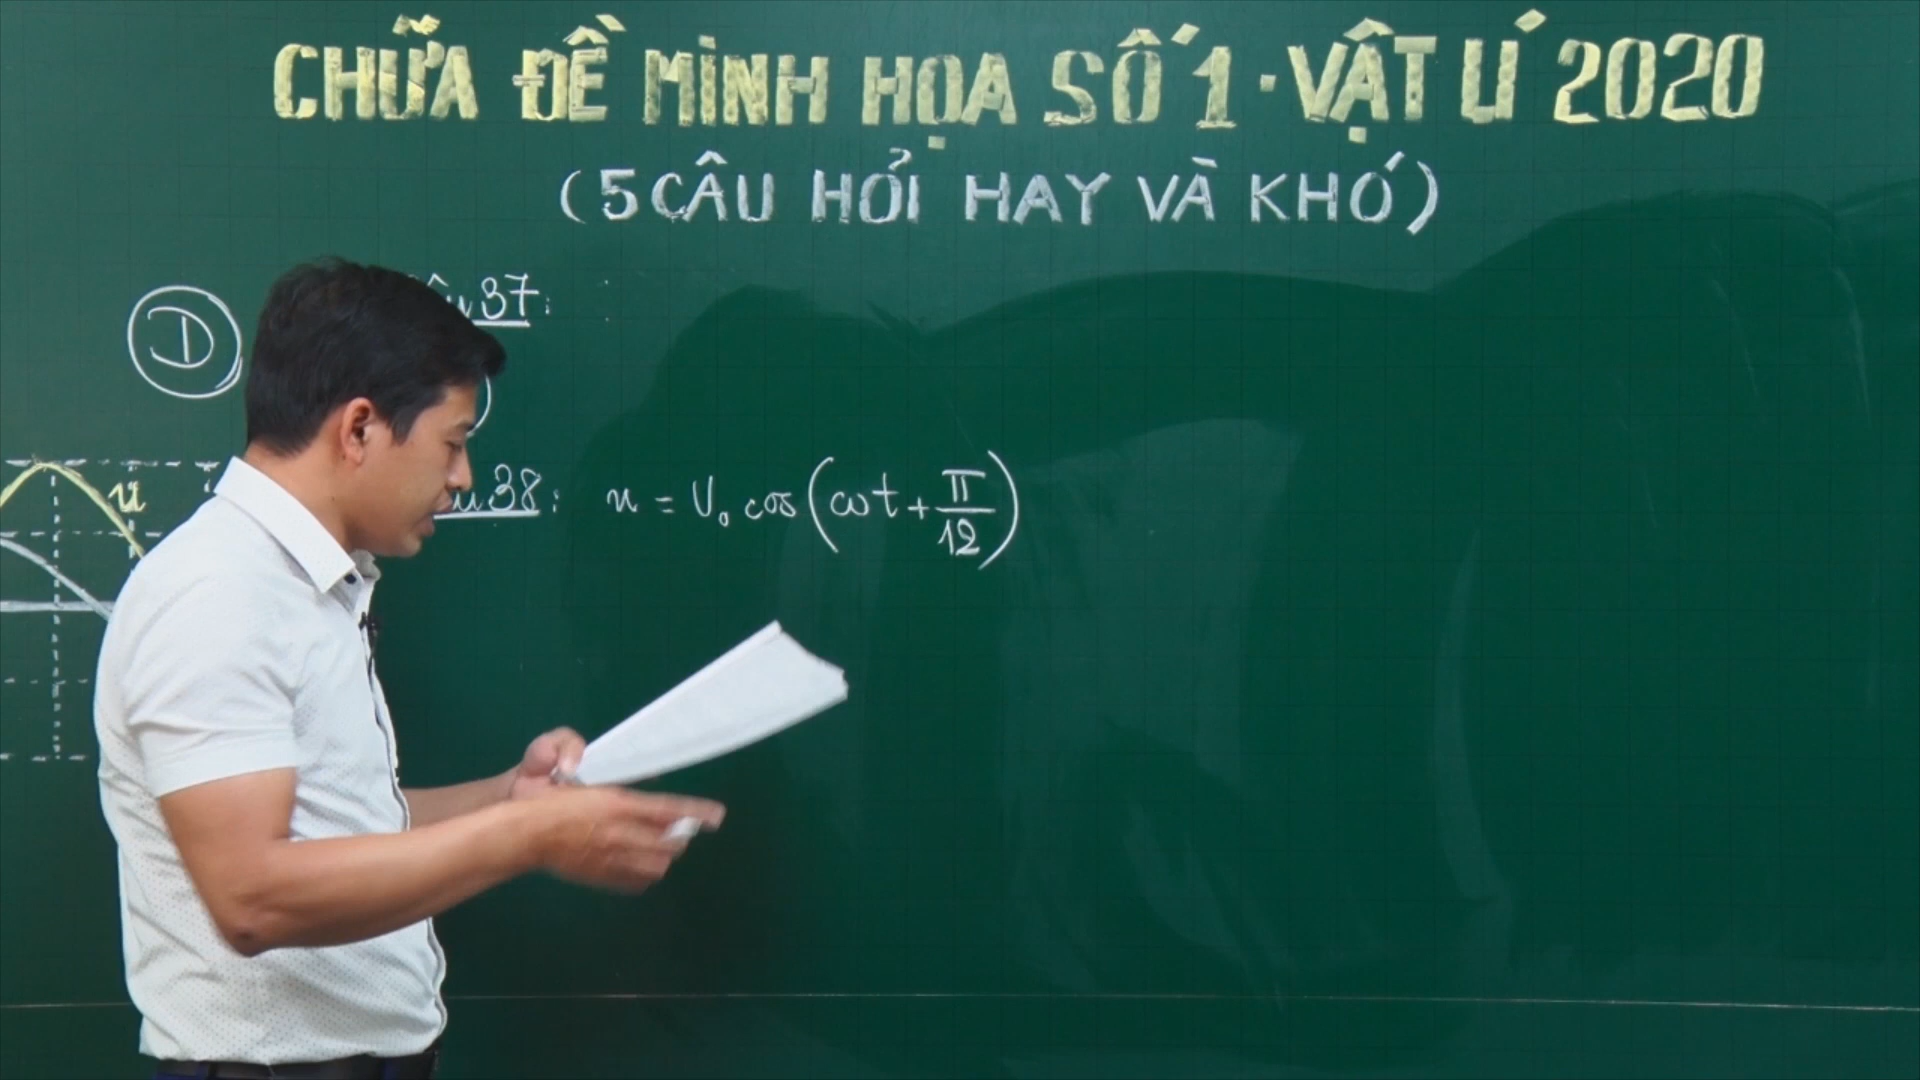 CHỮA ĐỀ MINH HỌA SỐ 1 · VẬT LÍ 2020
(5 CÂU HỎI HAY VÀ KHÓ)
D
37:
38: u = U₀ cos(ωt + π/12)
u